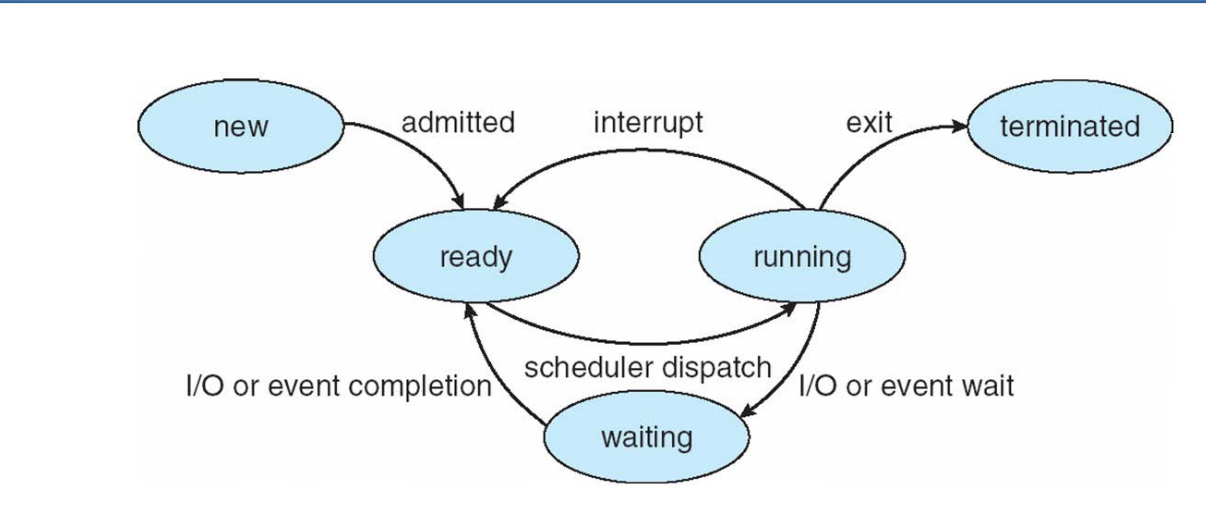 new
admitted
interrupt
exit
terminated
ready
running
scheduler dispatch
I/O or event completion
I/O or event wait
waiting